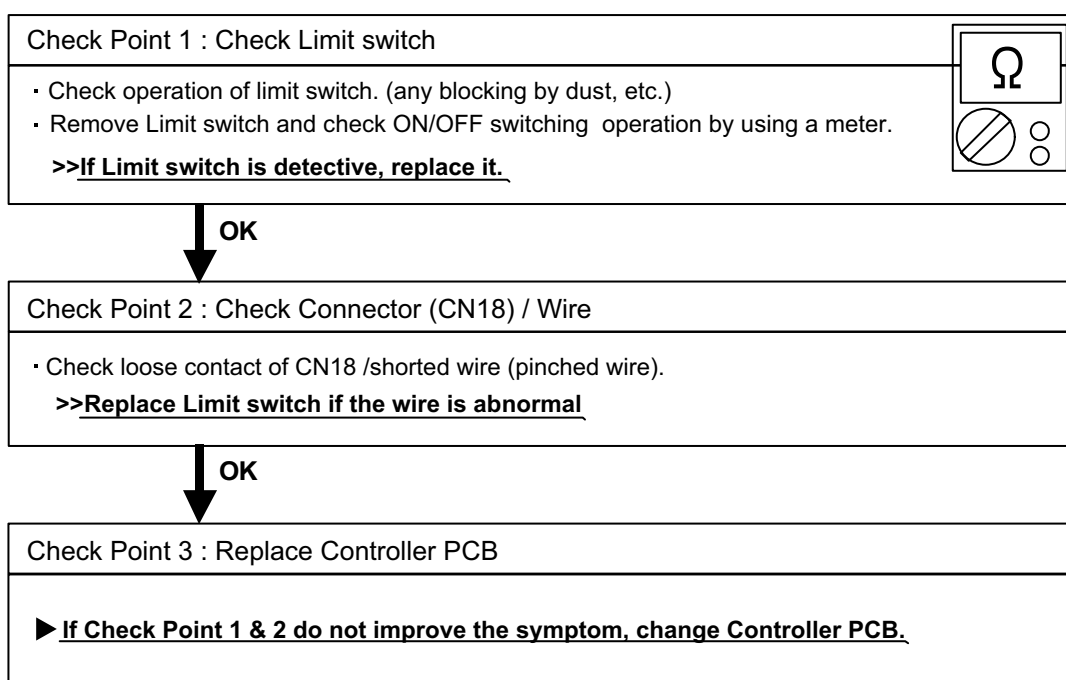 Check Point 1 : Check Limit switch
Ω
· Check operation of limit switch. (any blocking by dust, etc.)
· Remove Limit switch and check ON/OFF switching operation by using a meter.
>>If Limit switch is detective, replace it.
OK
Check Point 2 : Check Connector (CN18) / Wire
· Check loose contact of CN18 /shorted wire (pinched wire).
>>Replace Limit switch if the wire is abnormal
OK
Check Point 3 : Replace Controller PCB
▶ If Check Point 1 & 2 do not improve the symptom, change Controller PCB.